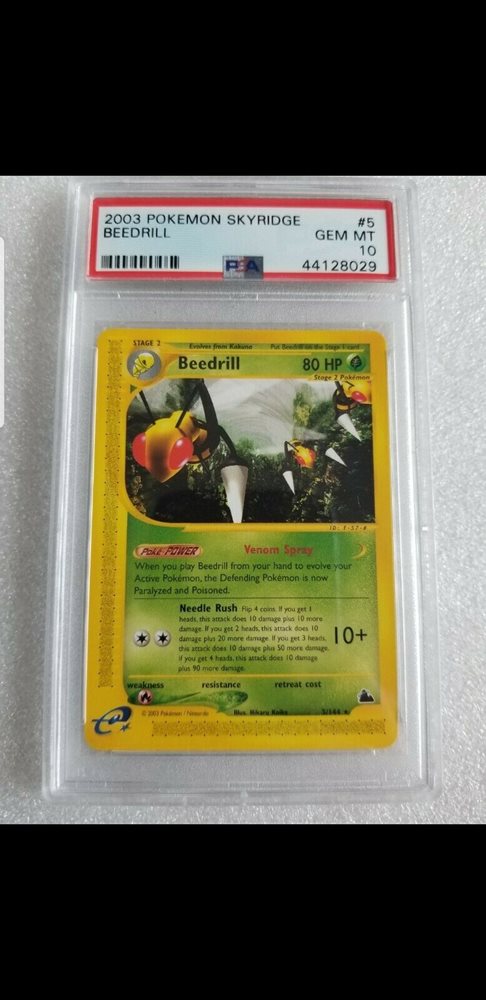 2003 POKEMON SKYRIDGE #5
BEEDRILL GEM MT
10
PSA 44128029
STAGE 2 Evolves from Kakuna Put Beedrill on the Stage 1 card
Beedrill 80 HP
Stage 2 Pokémon
ID: E-57-#
Poké-POWER Venom Spray
When you play Beedrill from your hand to evolve your
Active Pokémon, the Defending Pokémon is now
Paralyzed and Poisoned.
Needle Rush Flip 4 coins. If you get 1
heads, this attack does 10 damage plus 10 more
damage. If you get 2 heads, this attack does 10
damage plus 20 more damage. If you get 3 heads,
this attack does 10 damage plus 50 more damage.
If you get 4 heads, this attack does 10 damage
plus 90 more damage.
10+
weakness resistance retreat cost
© 2003 Pokémon / Nintendo Illus. Hikaru Koike 5/144 ★
e